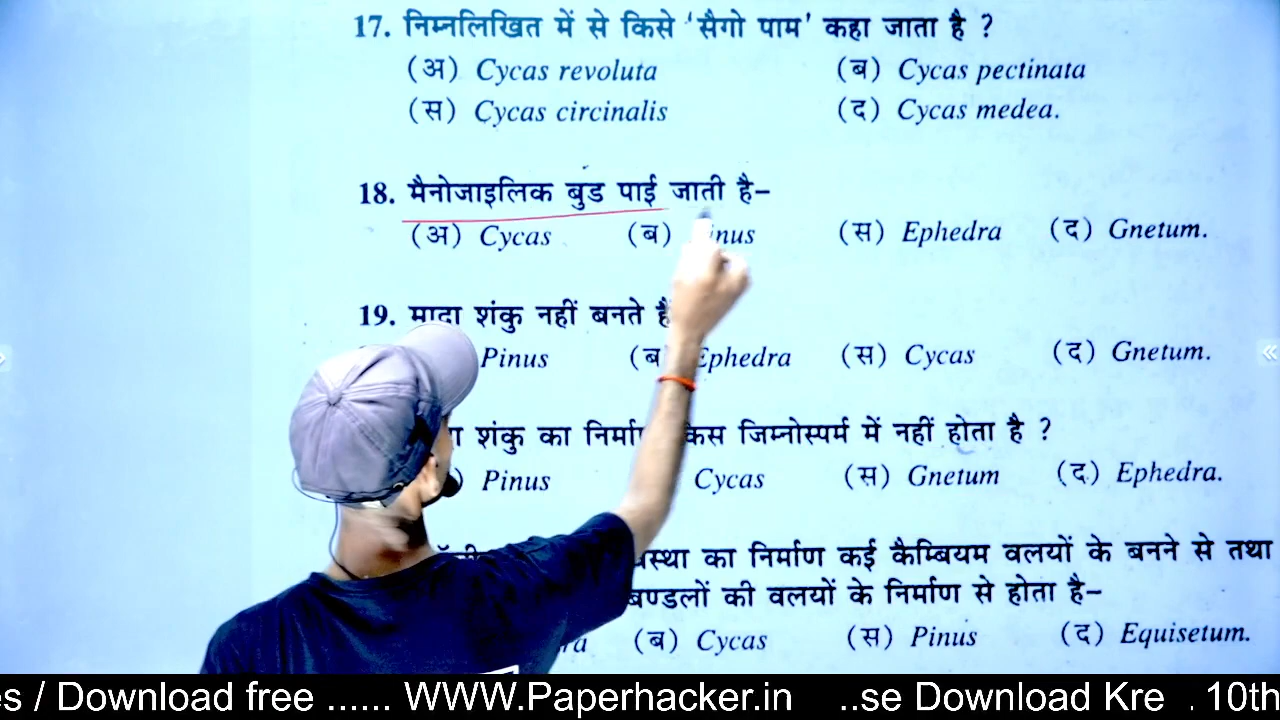 17. निम्नलिखित में से किसे 'सैगो पाम' कहा जाता है ?
(अ) Cycas revoluta (ब) Cycas pectinata
(स) Cycas circinalis (द) Cycas medea.
18. मैनोजाइलिक बुड पाई जाती है–
(अ) Cycas (ब) inus (स) Ephedra (द) Gnetum.
19. मादा शंकु नहीं बनते हैं
Pinus (ब Ephedra (स) Cycas (द) Gnetum.
शंकु का निर्माण किस जिम्नोस्पर्म में नहीं होता है ?
Pinus Cycas (स) Gnetum (द) Ephedra.
का निर्माण कई कैम्बियम वलयों के बनने से तथा
बण्डलों की वलयों के निर्माण से होता है–
(ब) Cycas (स) Pinus (द) Equisetum.
es / Download free ...... WWW.Paperhacker.in ..se Download Kre . 10th